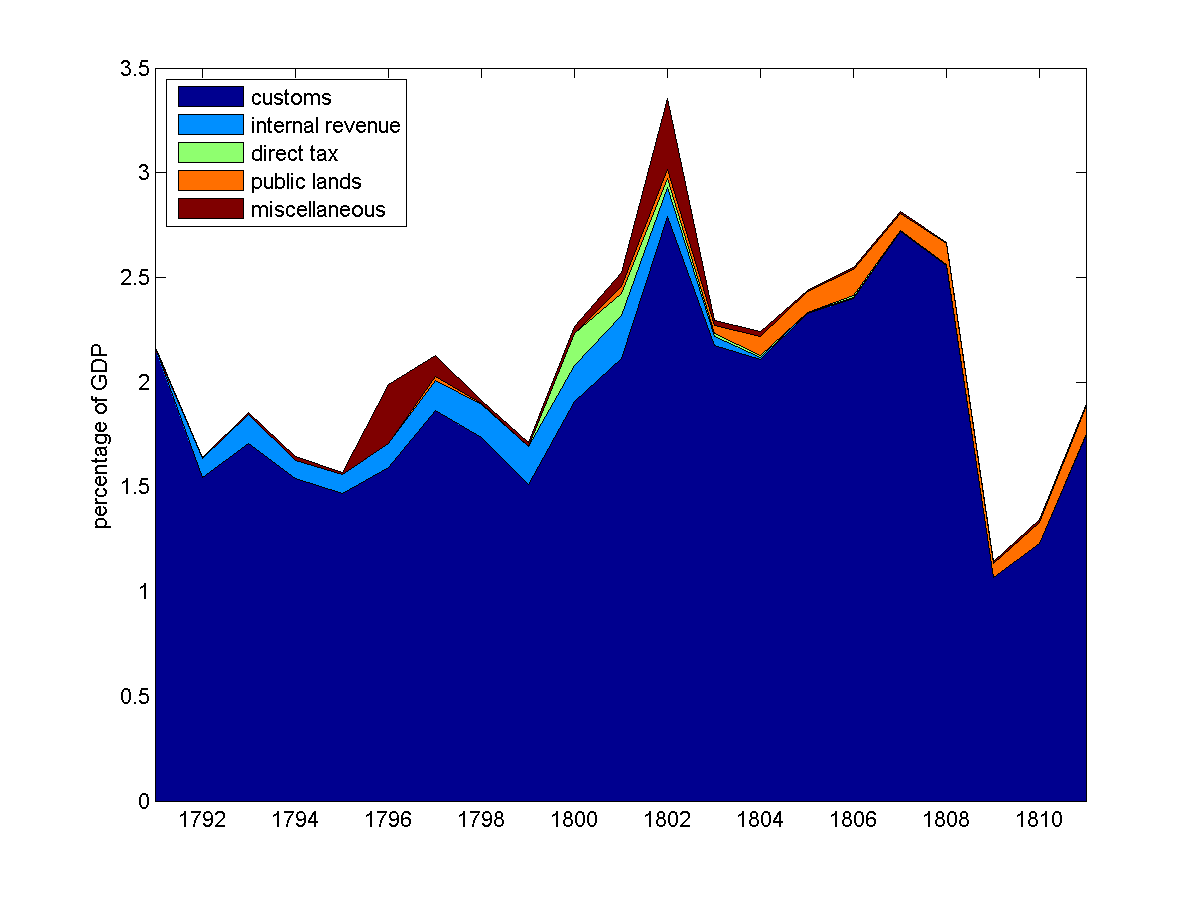 3.5
3
2.5
2
1.5
1
0.5
0
percentage of GDP
customs
internal revenue
direct tax
public lands
miscellaneous
1792 1794 1796 1798 1800 1802 1804 1806 1808 1810